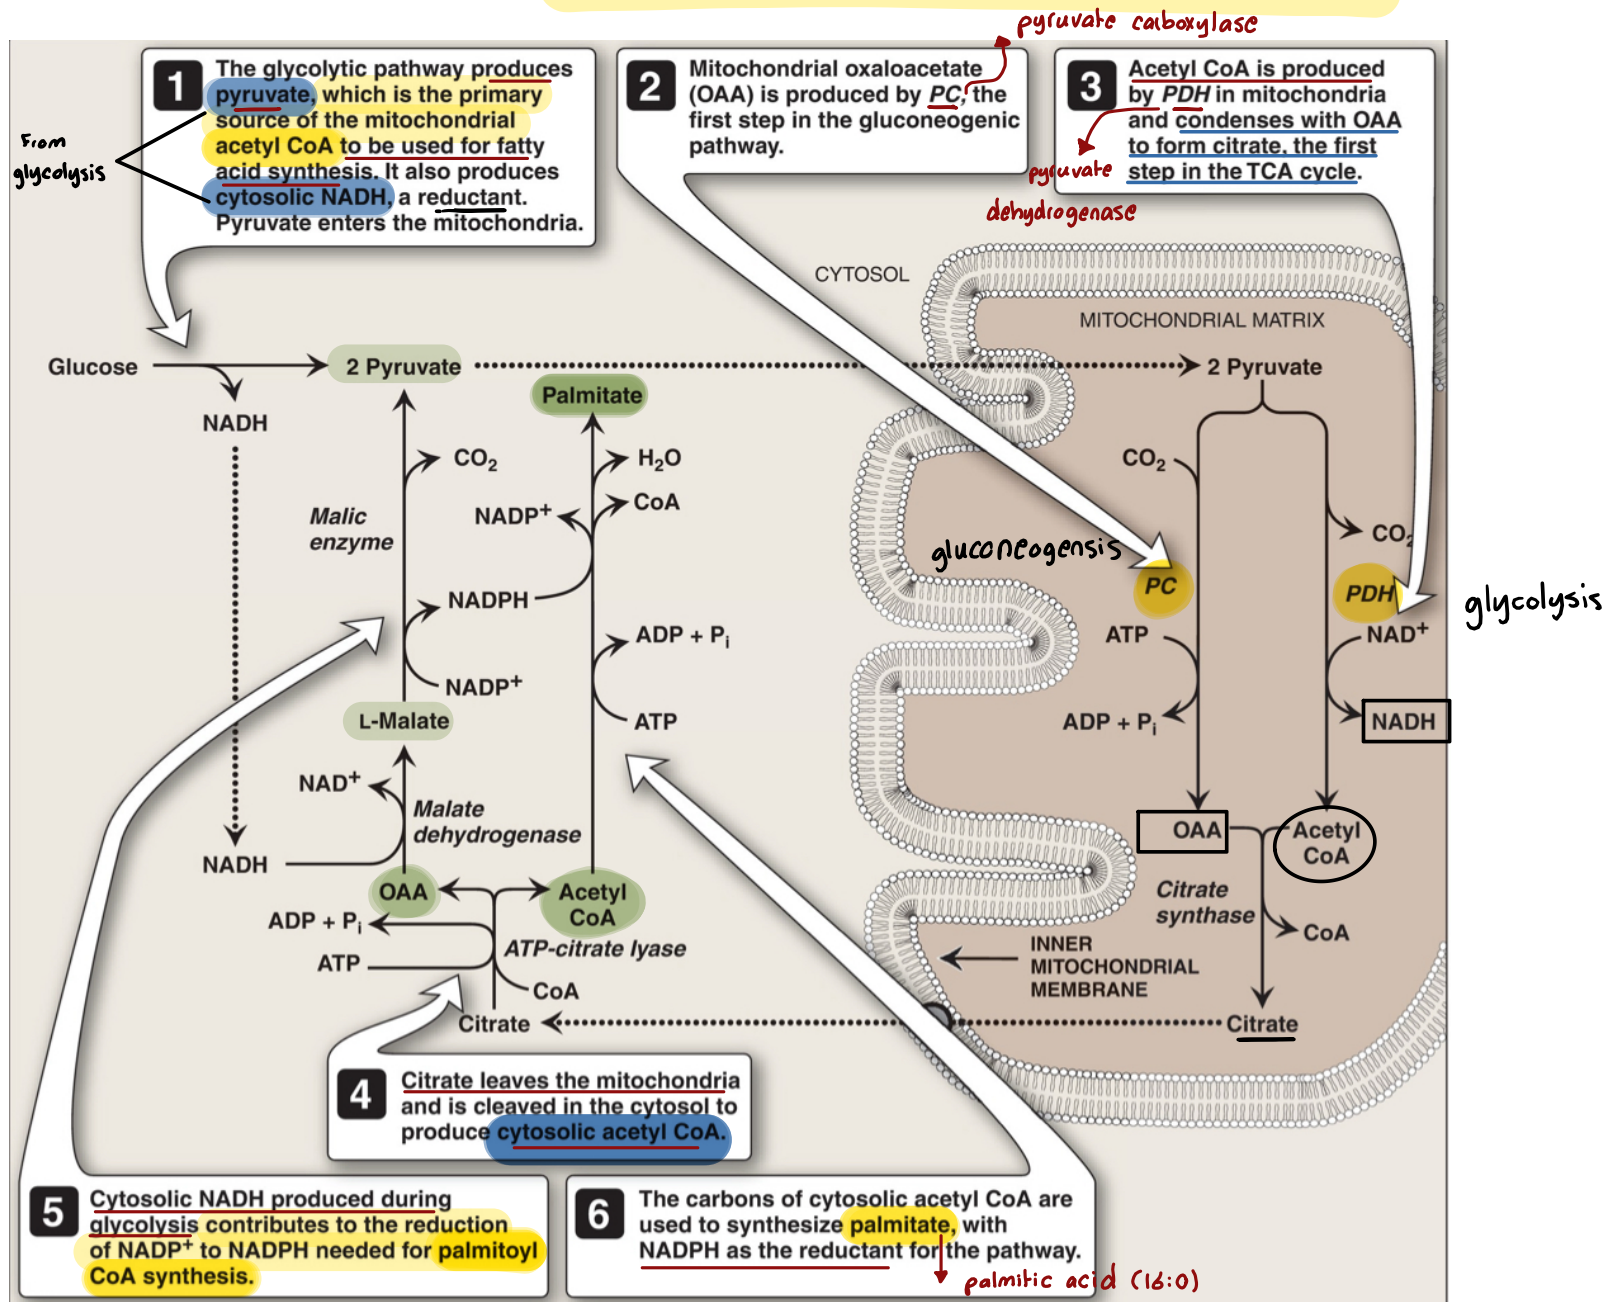 pyruvate carboxylase
1
The glycolytic pathway produces
pyruvate, which is the primary
source of the mitochondrial
acetyl CoA to be used for fatty
acid synthesis. It also produces
cytosolic NADH, a reductant.
Pyruvate enters the mitochondria.
From
glycolysis
2
Mitochondrial oxaloacetate
(OAA) is produced by PC, the
first step in the gluconeogenic
pathway.
3
Acetyl CoA is produced
by PDH in mitochondria
and condenses with OAA
to form citrate, the first
step in the TCA cycle.
pyruvate
dehydrogenase
CYTOSOL
MITOCHONDRIAL MATRIX
Glucose
2 Pyruvate
2 Pyruvate
Palmitate
NADH
CO2
H2O
CO2
CoA
NADP+
Malic
enzyme
CO2
gluconeogensis
PC
PDH
glycolysis
NADPH
ADP + Pi
ATP
NAD+
NADP+
L-Malate
ATP
ADP + Pi
NADH
NAD+
Malate
dehydrogenase
OAA
Acetyl
CoA
NADH
OAA
Acetyl
CoA
Citrate
synthase
ADP + Pi
ATP-citrate lyase
CoA
ATP
INNER
MITOCHONDRIAL
MEMBRANE
CoA
Citrate
Citrate
4
Citrate leaves the mitochondria
and is cleaved in the cytosol to
produce cytosolic acetyl CoA.
5
Cytosolic NADH produced during
glycolysis contributes to the reduction
of NADP+ to NADPH needed for palmitoyl
CoA synthesis.
6
The carbons of cytosolic acetyl CoA are
used to synthesize palmitate, with
NADPH as the reductant for the pathway.
palmitic acid (16:0)